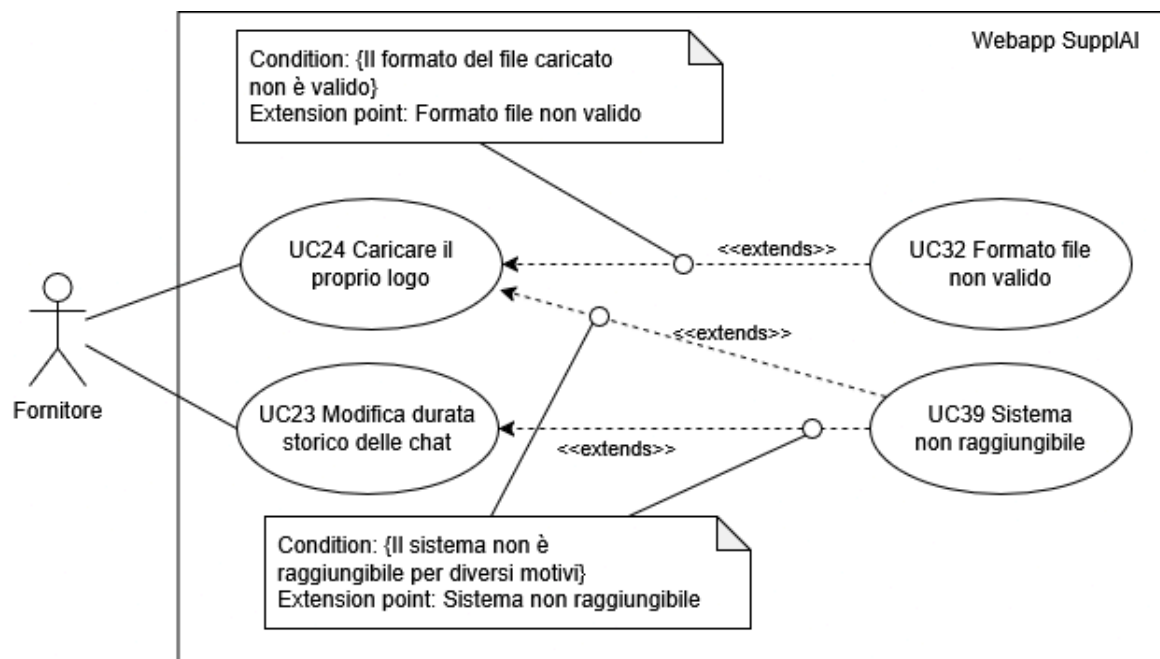 Webapp SupplAI
Condition: {Il formato del file caricato
non è valido}
Extension point: Formato file non valido
UC24 Caricare il
proprio logo
<<extends>>
UC32 Formato file
non valido
<<extends>>
Fornitore
UC23 Modifica durata
storico delle chat
<<extends>>
UC39 Sistema
non raggiungibile
Condition: {Il sistema non è
raggiungibile per diversi motivi}
Extension point: Sistema non raggiungibile